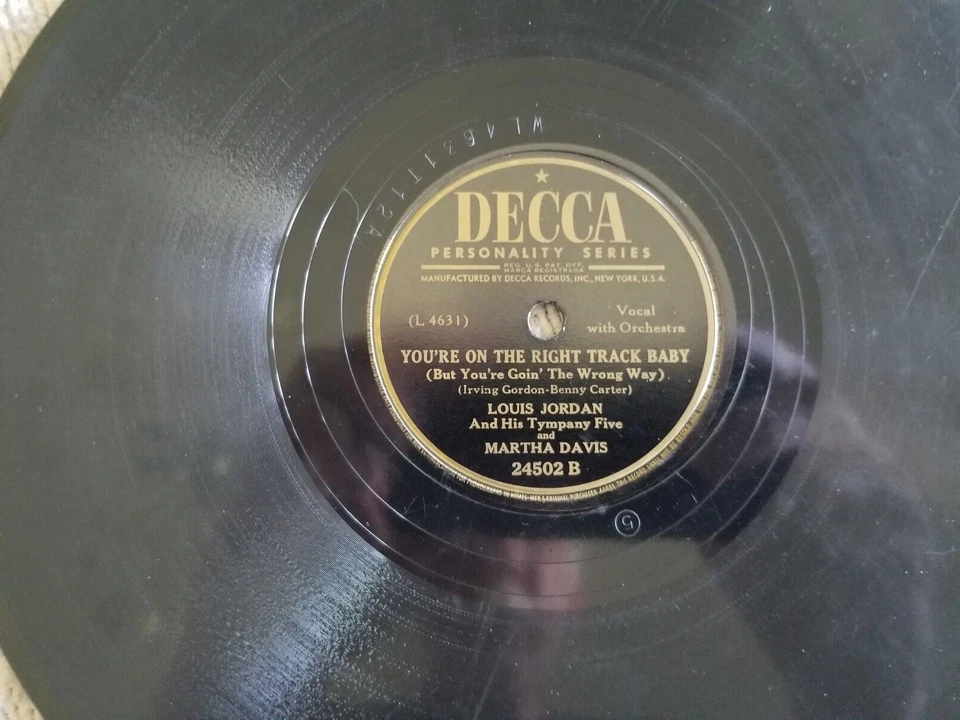 WL4631T12A
DECCA
PERSONALITY SERIES
REG. U.S. PAT. OFF.
MARCA REGISTRADA
MANUFACTURED BY DECCA RECORDS, INC., NEW YORK, U.S.A.
(L 4631)
Vocal
with Orchestra
YOU'RE ON THE RIGHT TRACK BABY
(But You're Goin' The Wrong Way)
(Irving Gordon-Benny Carter)
LOUIS JORDAN
And His Tympany Five
and
MARTHA DAVIS
24502 B
5